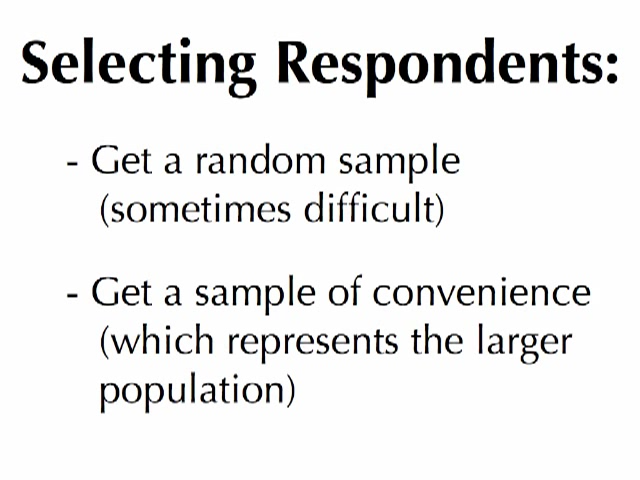 Selecting Respondents:
- Get a random sample
(sometimes difficult)
- Get a sample of convenience
(which represents the larger
population)